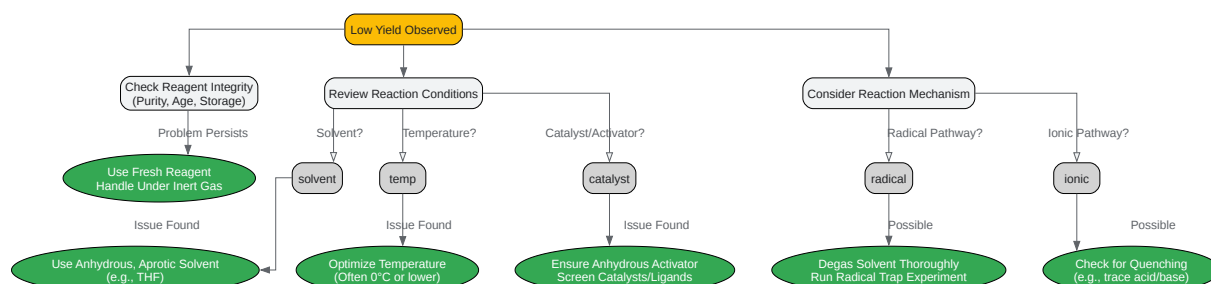 Low Yield Observed
Check Reagent Integrity
(Purity, Age, Storage)
Review Reaction Conditions
Consider Reaction Mechanism
Problem Persists
Solvent?
Temperature?
Catalyst/Activator?
Radical Pathway?
Ionic Pathway?
Use Fresh Reagent
Handle Under Inert Gas
solvent
temp
catalyst
radical
ionic
Issue Found
Issue Found
Issue Found
Possible
Possible
Use Anhydrous, Aprotic Solvent
(e.g., THF)
Optimize Temperature
(Often 0°C or lower)
Ensure Anhydrous Activator
Screen Catalysts/Ligands
Degas Solvent Thoroughly
Run Radical Trap Experiment
Check for Quenching
(e.g., trace acid/base)